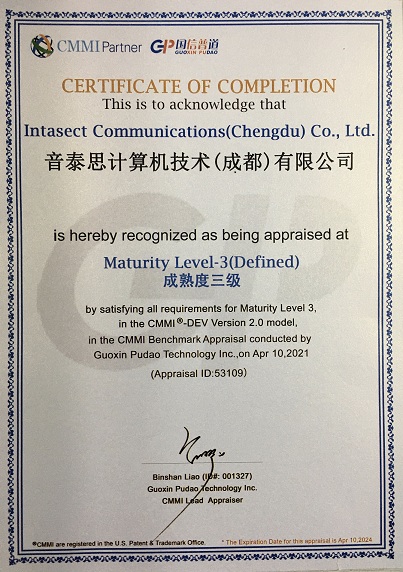 CMMI Partner GP 国信普道
GUOXIN PUDAO
CERTIFICATE OF COMPLETION
This is to acknowledge that
Intasect Communications(Chengdu) Co., Ltd.
音泰思计算机技术(成都)有限公司
is hereby recognized as being appraised at
Maturity Level-3(Defined)
成熟度三级
by satisfying all requirements for Maturity Level 3,
in the CMMI®-DEV Version 2.0 model,
in the CMMI Benchmark Appraisal conducted by
Guoxin Pudao Technology Inc.,on Apr 10,2021
(Appraisal ID:53109)
Binshan Liao (ID#: 001327)
Guoxin Pudao Technology Inc.
CMMI Lead Appraiser
®CMMI are registered in the U.S. Patent & Trademark Office. * The Expiration Date for this appraisal is Apr 10,2024